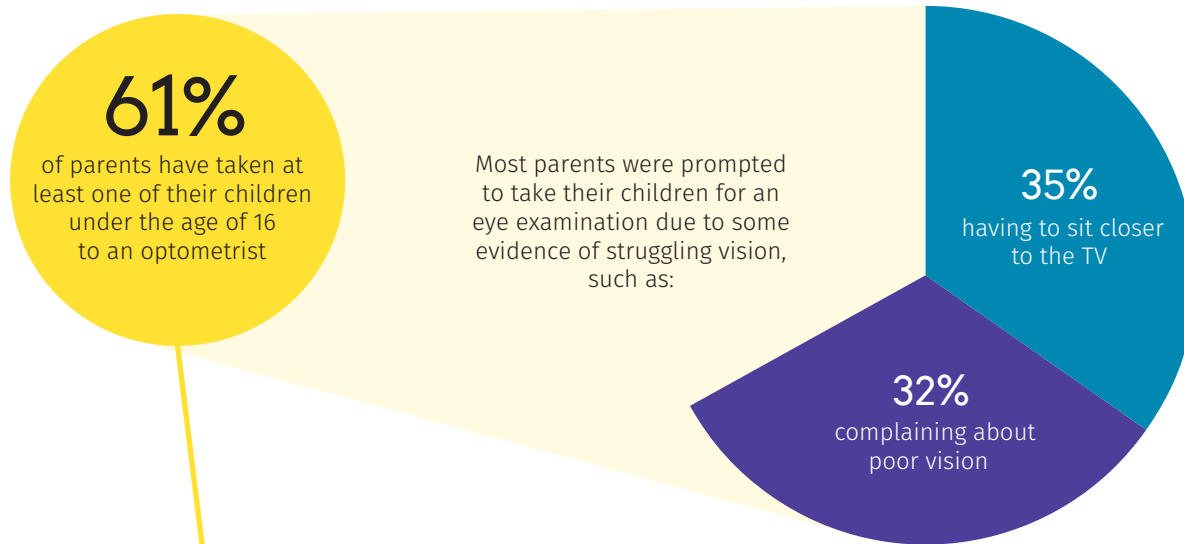 61%
of parents have taken at
least one of their children
under the age of 16
to an optometrist
Most parents were prompted
to take their children for an
eye examination due to some
evidence of struggling vision,
such as:
35%
having to sit closer
to the TV
32%
complaining about
poor vision